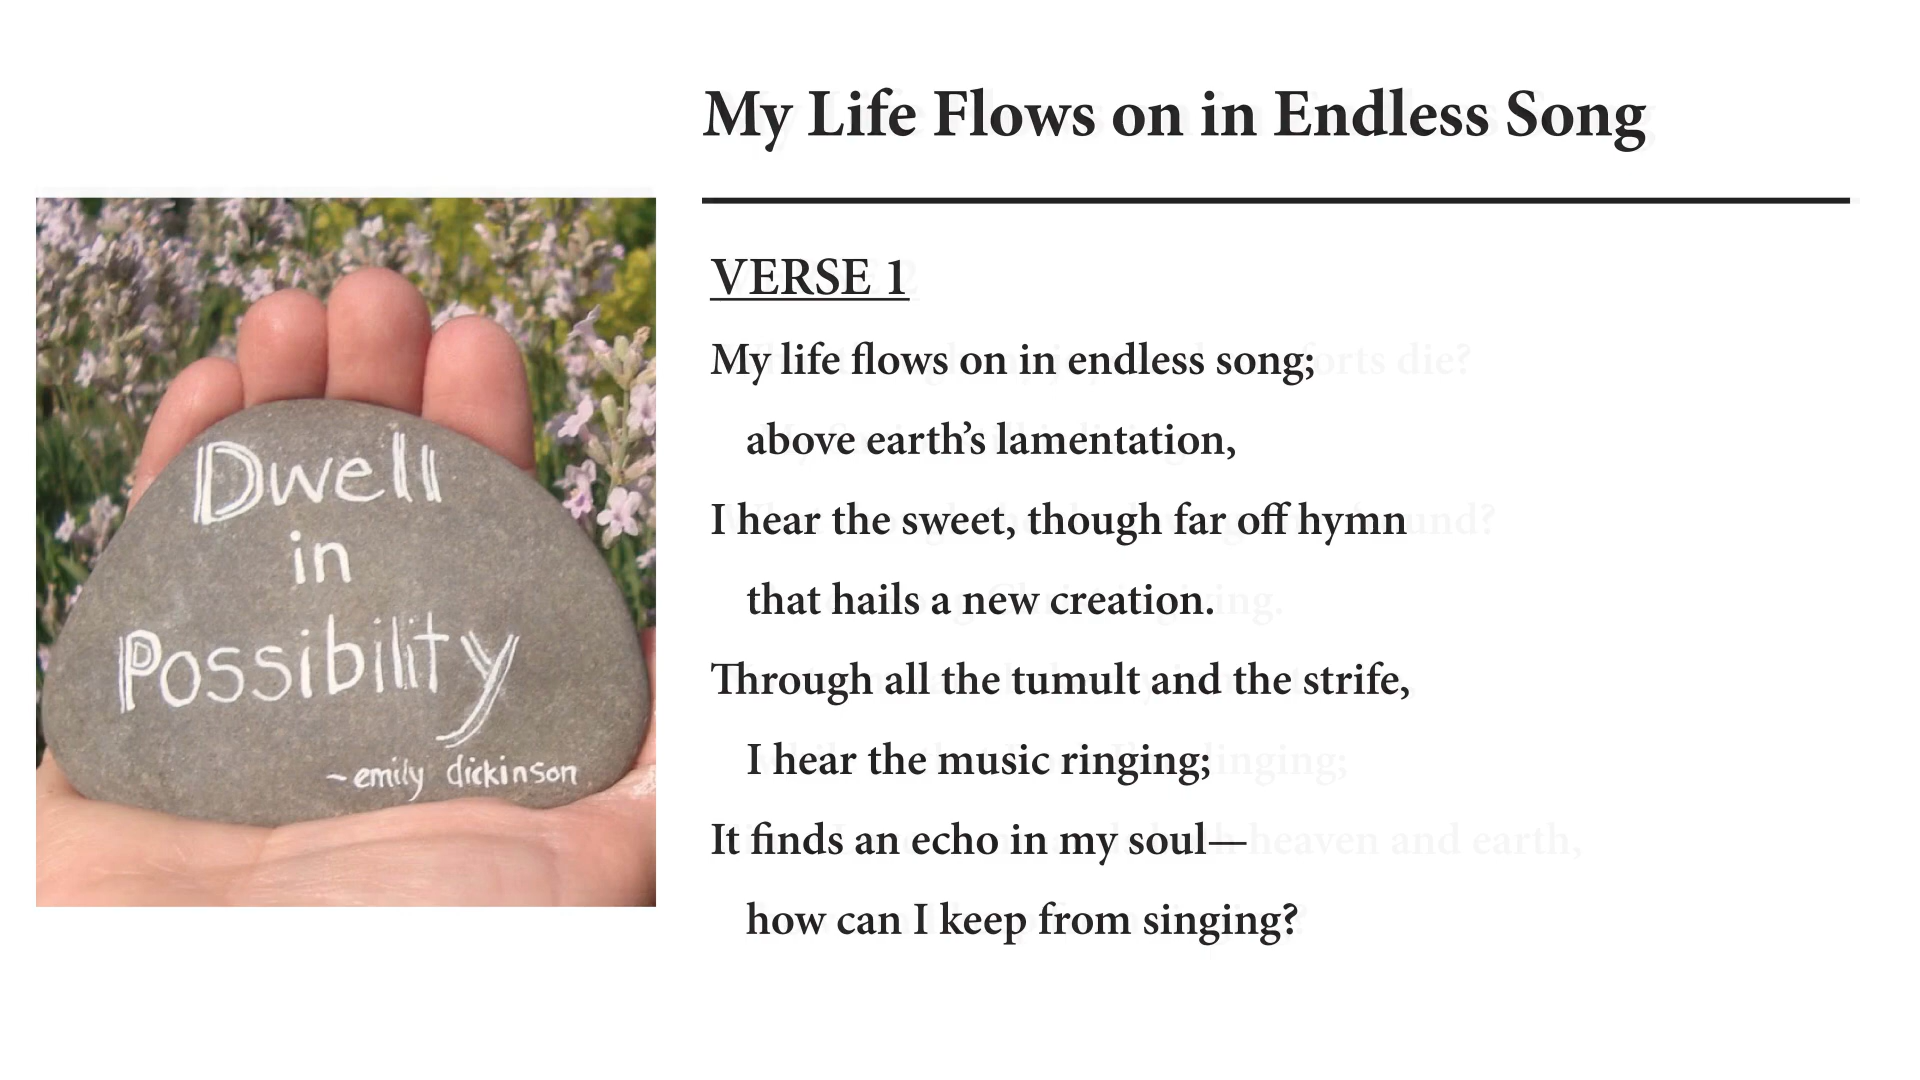 My Life Flows on in Endless Song
Dwell
in
Possibility
~emily dickinson
VERSE 1
My life flows on in endless song;
above earth’s lamentation,
I hear the sweet, though far off hymn
that hails a new creation.
Through all the tumult and the strife,
I hear the music ringing;
It finds an echo in my soul—
how can I keep from singing?